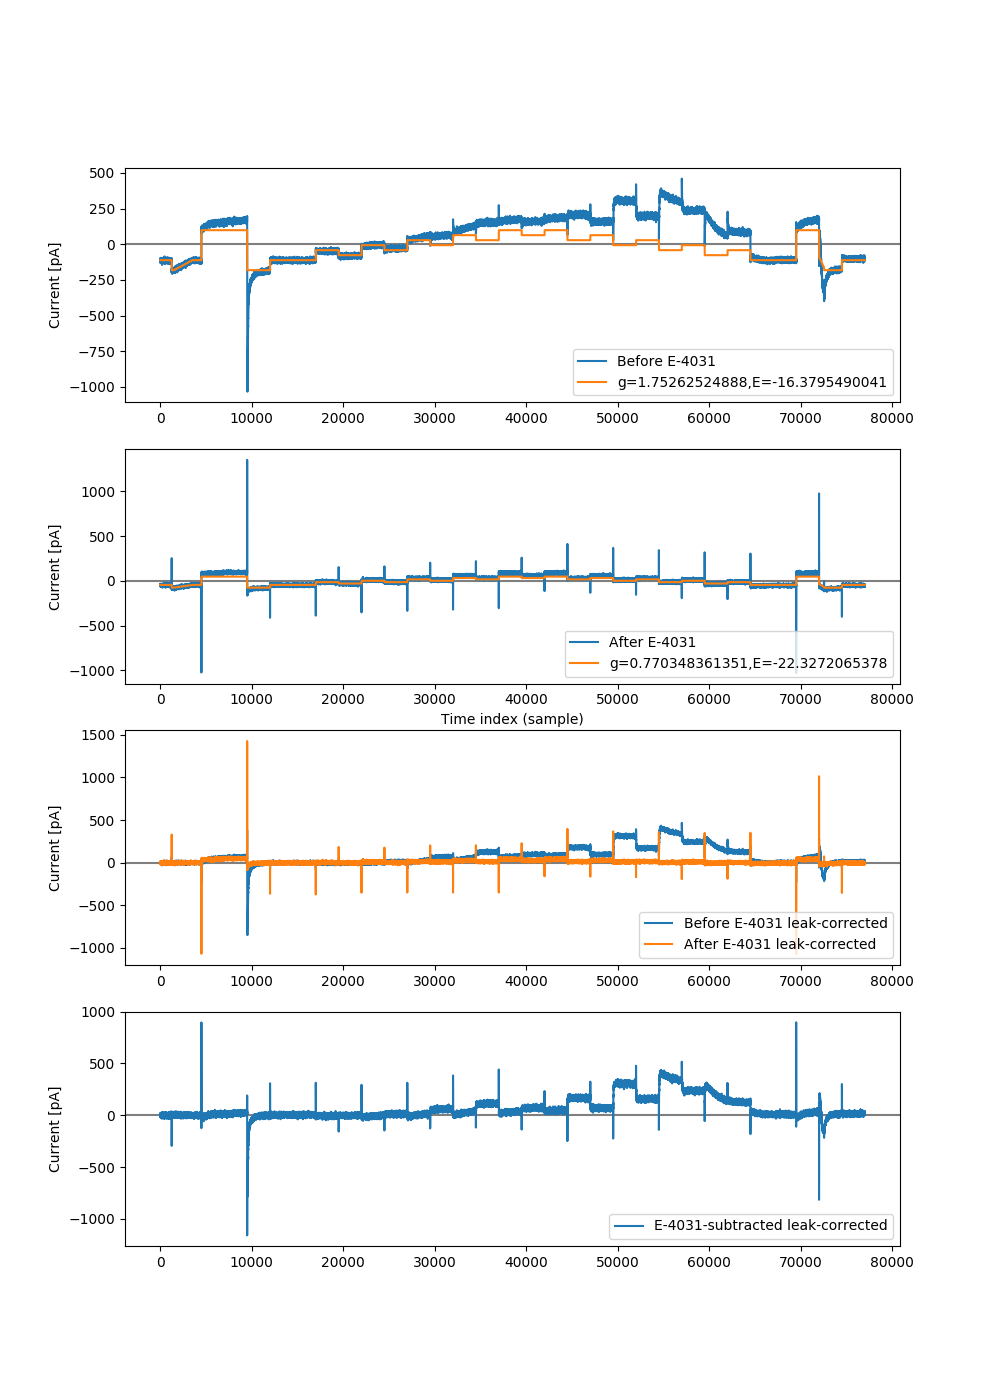 500
250
0
−250
−500
−750
−1000
Current [pA]
Before E-4031
g=1.75262524888,E=-16.3795490041
0 10000 20000 30000 40000 50000 60000 70000 80000
1000
500
0
−500
−1000
Current [pA]
After E-4031
g=0.770348361351,E=-22.3272065378
0 10000 20000 30000 40000 50000 60000 70000 80000
Time index (sample)
1500
1000
500
0
−500
−1000
Current [pA]
Before E-4031 leak-corrected
After E-4031 leak-corrected
0 10000 20000 30000 40000 50000 60000 70000 80000
1000
500
0
−500
−1000
Current [pA]
E-4031-subtracted leak-corrected
0 10000 20000 30000 40000 50000 60000 70000 80000